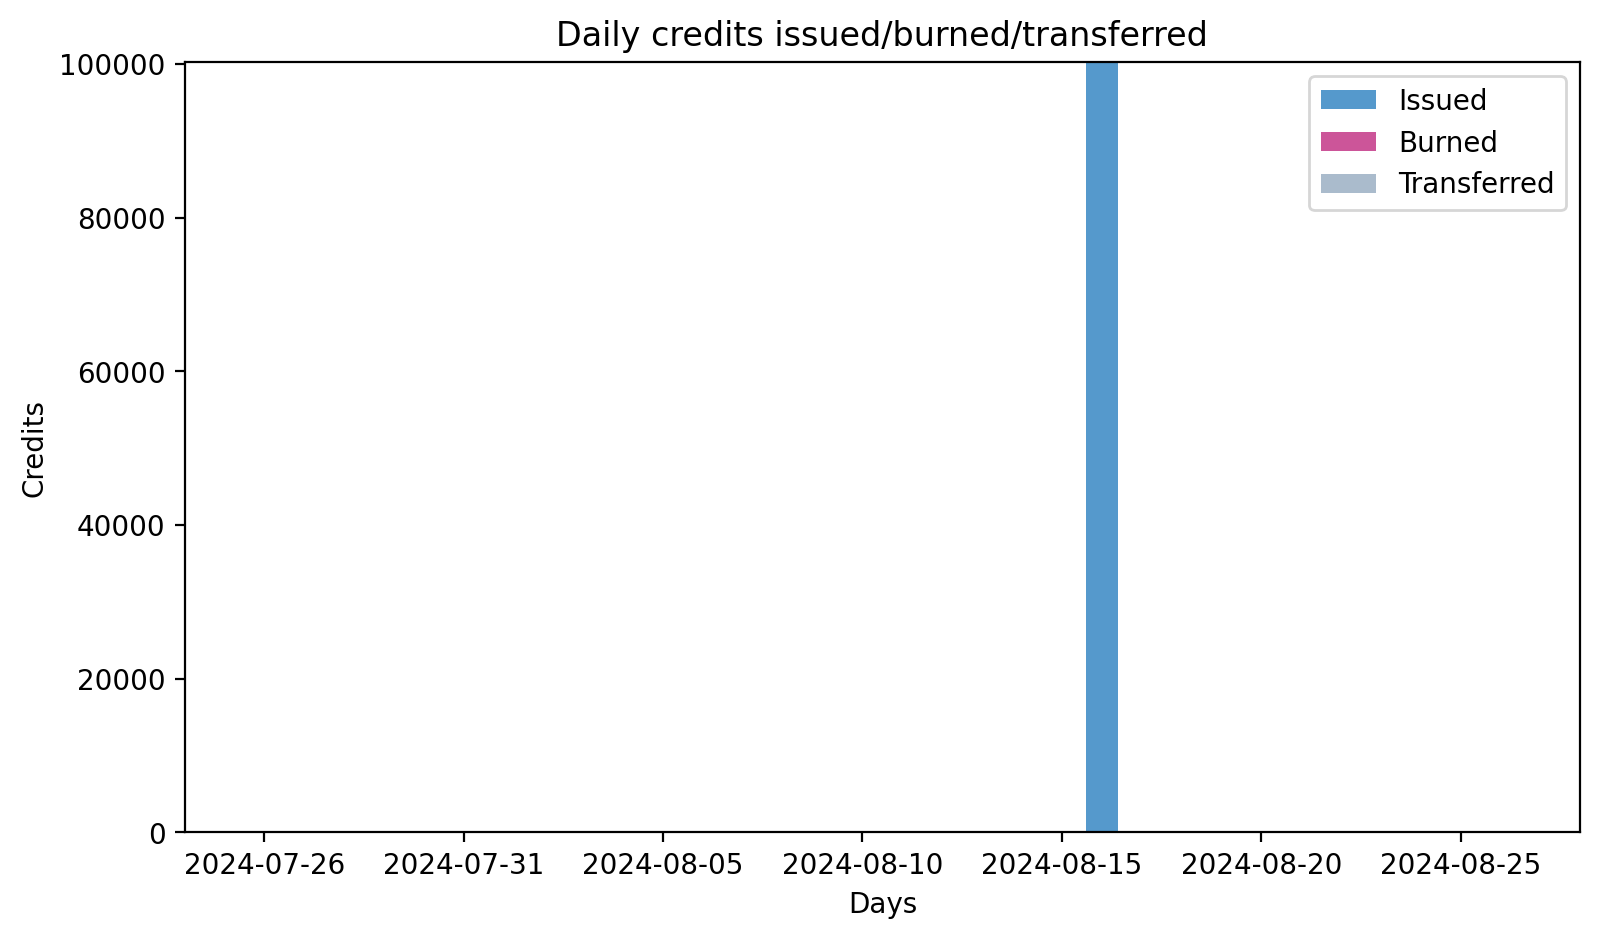 Daily credits issued/burned/transferred
100000
80000
60000
40000
20000
0
Credits
Issued
Burned
Transferred
2024-07-26 2024-07-31 2024-08-05 2024-08-10 2024-08-15 2024-08-20 2024-08-25
Days